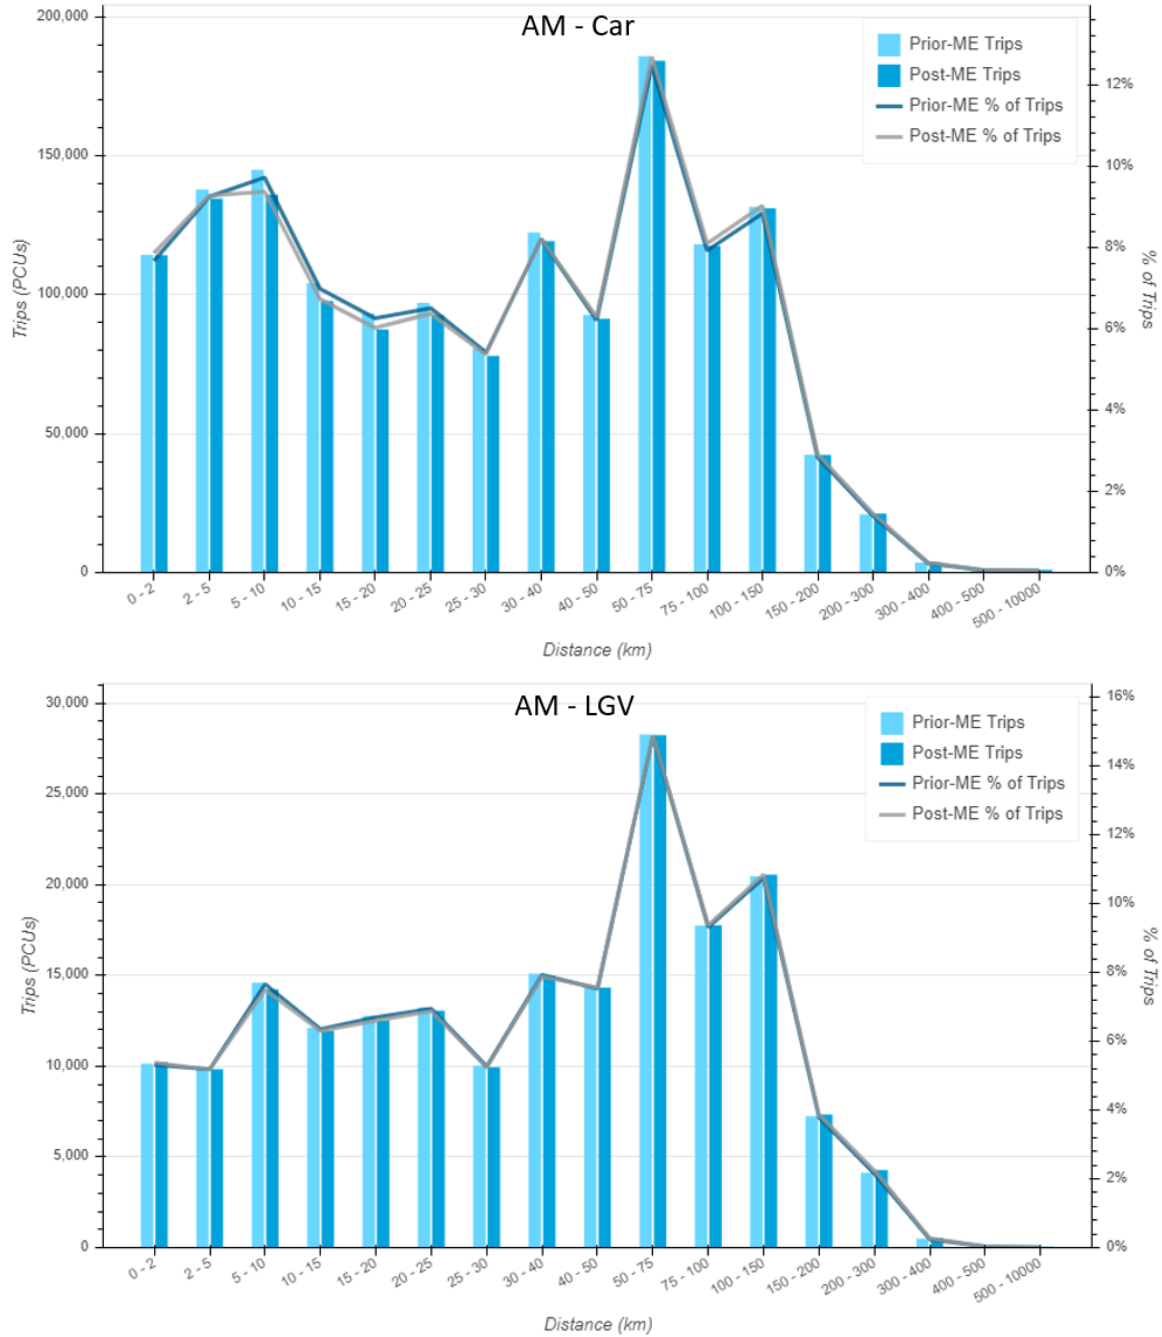 AM - Car
200,000
150,000
100,000
50,000
0
Trips (PCUs)
12%
10%
8%
6%
4%
2%
0%
% of Trips
Prior-ME Trips
Post-ME Trips
Prior-ME % of Trips
Post-ME % of Trips
0 - 2
2 - 5
5 - 10
10 - 15
15 - 20
20 - 25
25 - 30
30 - 40
40 - 50
50 - 75
75 - 100
100 - 150
150 - 200
200 - 300
300 - 400
400 - 500
500 - 10000
Distance (km)
AM - LGV
30,000
25,000
20,000
15,000
10,000
5,000
0
Trips (PCUs)
16%
14%
12%
10%
8%
6%
4%
2%
0%
% of Trips
Prior-ME Trips
Post-ME Trips
Prior-ME % of Trips
Post-ME % of Trips
0 - 2
2 - 5
5 - 10
10 - 15
15 - 20
20 - 25
25 - 30
30 - 40
40 - 50
50 - 75
75 - 100
100 - 150
150 - 200
200 - 300
300 - 400
400 - 500
500 - 10000
Distance (km)